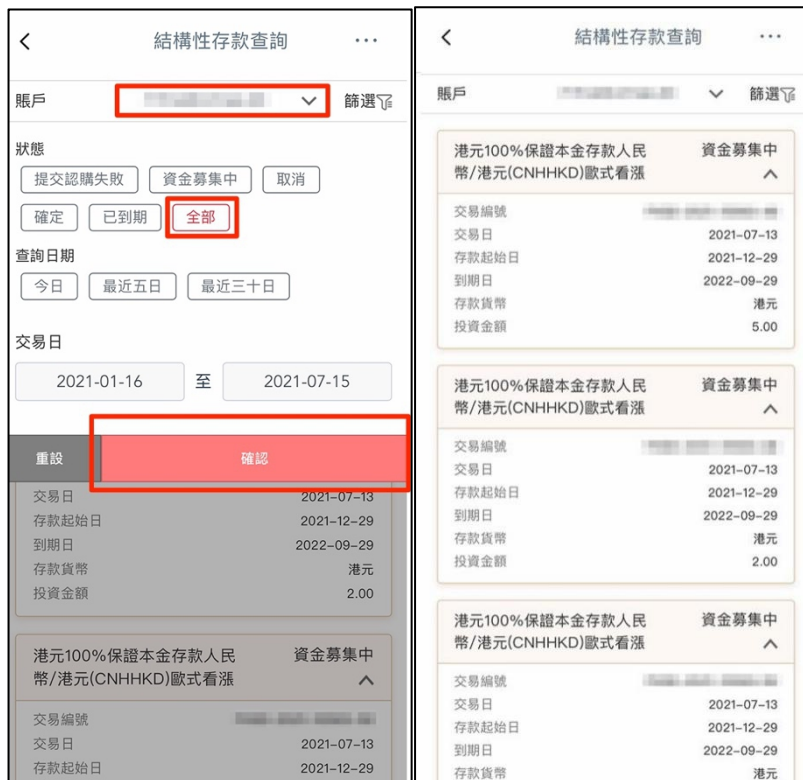 結構性存款查詢
賬戶
篩選
狀態
提交認購失敗 資金募集中 取消
確定 已到期 全部
查詢日期
今日 最近五日 最近三十日
交易日
2021-01-16 至 2021-07-15
重設 確認
交易日 2021-07-13
存款起始日 2021-12-29
到期日 2022-09-29
存款貨幣 港元
投資金額 2.00
港元100%保證本金存款人民 資金募集中
幣/港元(CNHHKD)歐式看漲
交易編號
交易日 2021-07-13
存款起始日 2021-12-29
結構性存款查詢
賬戶 篩選
港元100%保證本金存款人民 資金募集中
幣/港元(CNHHKD)歐式看漲
交易編號
交易日 2021-07-13
存款起始日 2021-12-29
到期日 2022-09-29
存款貨幣 港元
投資金額 5.00
港元100%保證本金存款人民 資金募集中
幣/港元(CNHHKD)歐式看漲
交易編號
交易日 2021-07-13
存款起始日 2021-12-29
到期日 2022-09-29
存款貨幣 港元
投資金額 2.00
港元100%保證本金存款人民 資金募集中
幣/港元(CNHHKD)歐式看漲
交易編號
交易日 2021-07-13
存款起始日 2021-12-29
到期日 2022-09-29
存款貨幣 港元